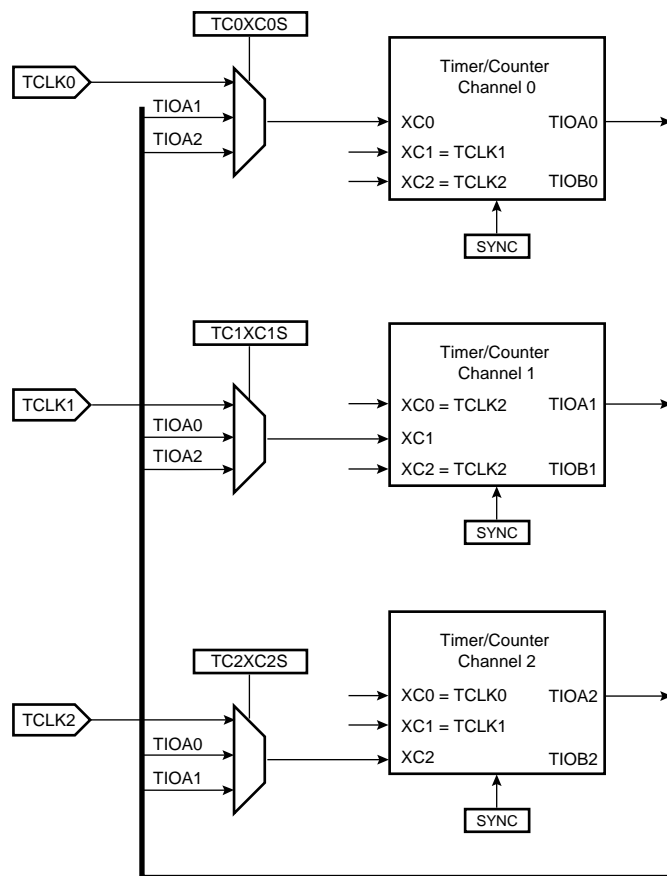 TC0XC0S
TCLK0
TIOA1
TIOA2
Timer/Counter
Channel 0
XC0
TIOA0
XC1 = TCLK1
XC2 = TCLK2
TIOB0
SYNC
TC1XC1S
TCLK1
TIOA0
TIOA2
Timer/Counter
Channel 1
XC0 = TCLK2
TIOA1
XC1
XC2 = TCLK2
TIOB1
SYNC
TC2XC2S
TCLK2
TIOA0
TIOA1
Timer/Counter
Channel 2
XC0 = TCLK0
TIOA2
XC1 = TCLK1
XC2
TIOB2
SYNC